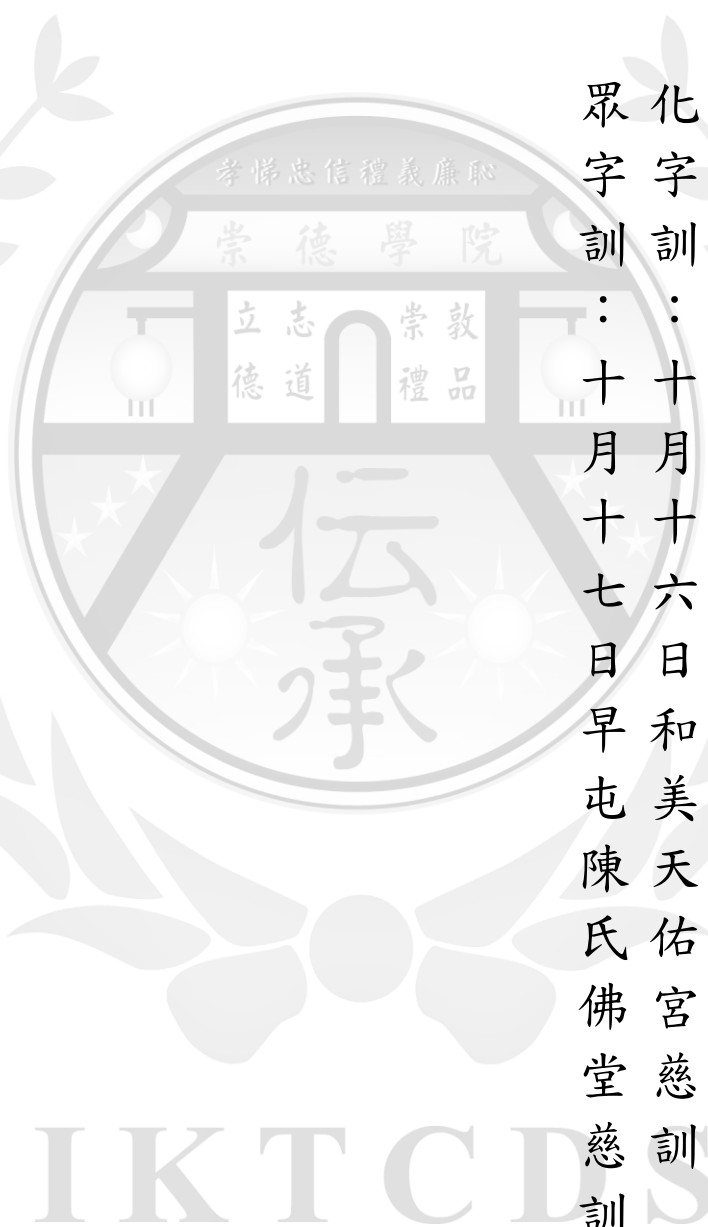 化字訓：十月十六日和美天佑宮慈訓
眾字訓：十月十七日早屯陳氏佛堂慈訓
孝悌忠信禮義廉恥
崇德學院
敦品崇禮
志道立德
伝承
IKTCDS